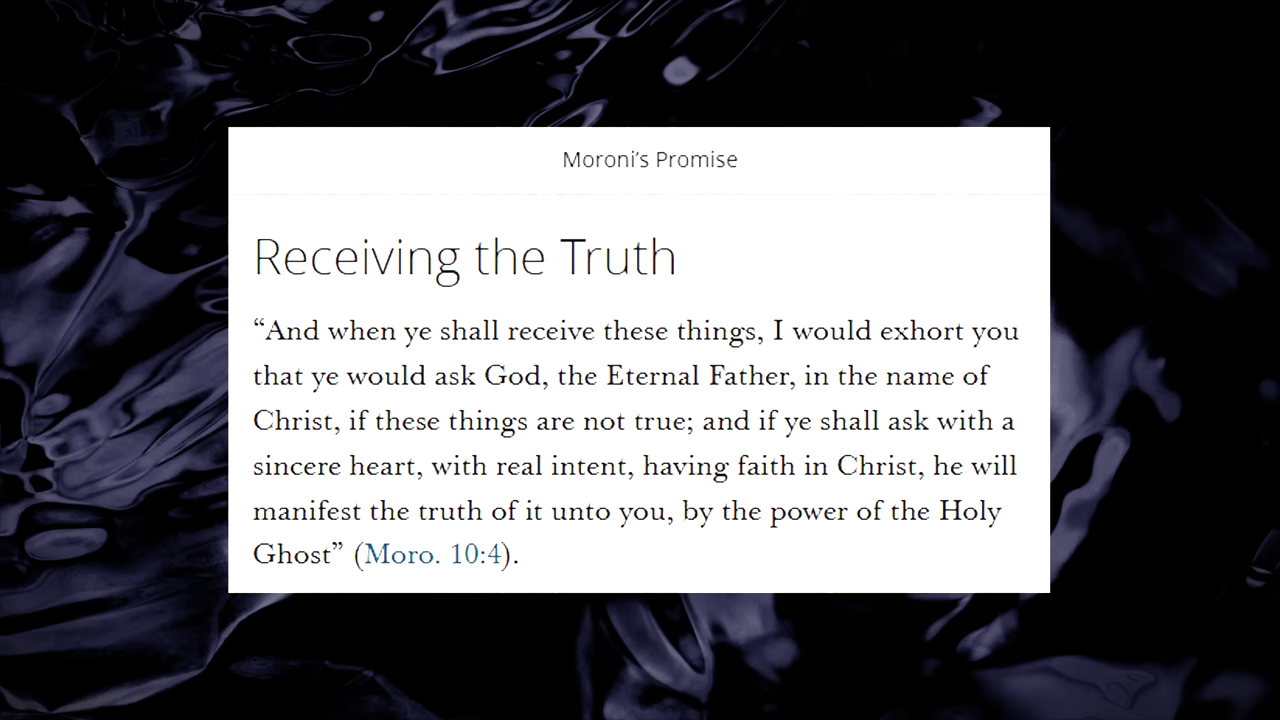 Moroni’s Promise
Receiving the Truth
“And when ye shall receive these things, I would exhort you
that ye would ask God, the Eternal Father, in the name of
Christ, if these things are not true; and if ye shall ask with a
sincere heart, with real intent, having faith in Christ, he will
manifest the truth of it unto you, by the power of the Holy
Ghost” (Moro. 10:4).